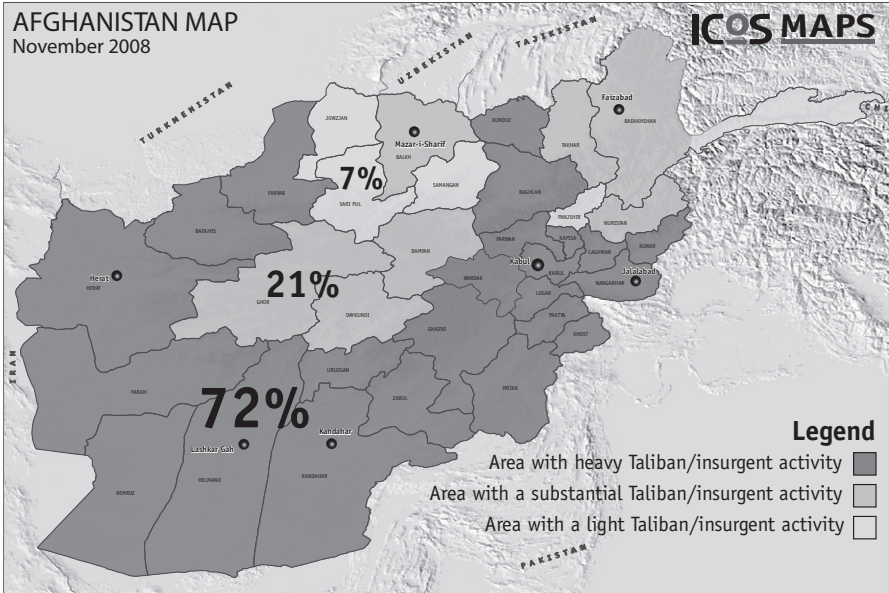 AFGHANISTAN MAP
November 2008
ICOS MAPS
TURKMENISTAN
UZBEKISTAN
TAJIKISTAN
CHI
IRAN
PAKISTAN
JOWZJAN
Mazar-i-Sharif
BALKH
KUNDUZ
TAKHAR
Faizabad
BADAKHSHAN
FARYAB
7%
SARI PUL
SAMANGAN
BAGHLAN
PANJSHIR
NURISTAN
BADGHIS
BAMYAN
PARWAN
KAPISA
LAGHMAN
KUNAR
Herat
HERAT
21%
GHOR
DAYKUNDI
WARDAK
Kabul
KABUL
Jalalabad
NANGARHAR
LOGAR
PAKTYA
KHOST
GHAZNI
FARAH
72%
URUZGAN
ZABUL
PAKTIKA
Lashkar Gah
Kandahar
NIMROZ
HELMAND
KANDAHAR
Legend
Area with heavy Taliban/insurgent activity
Area with a substantial Taliban/insurgent activity
Area with a light Taliban/insurgent activity